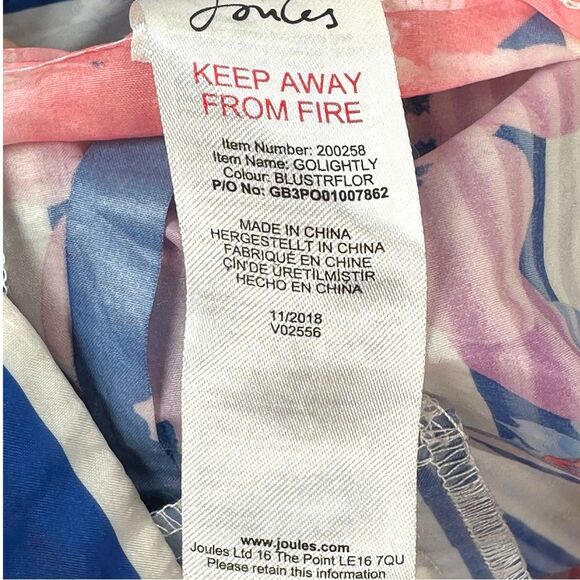 Joules
KEEP AWAY
FROM FIRE
Item Number: 200258
Item Name: GOLIGHTLY
Colour: BLUSTRFLOR
P/O No: GB3PO01007862
MADE IN CHINA
HERGESTELLT IN CHINA
FABRIQUÉ EN CHINE
ÇİN'DE ÜRETİLMİSTİR
HECHO EN CHINA
11/2018
V02556
www.joules.com
Joules Ltd 16 The Point LE16 7QU
Please retain this information